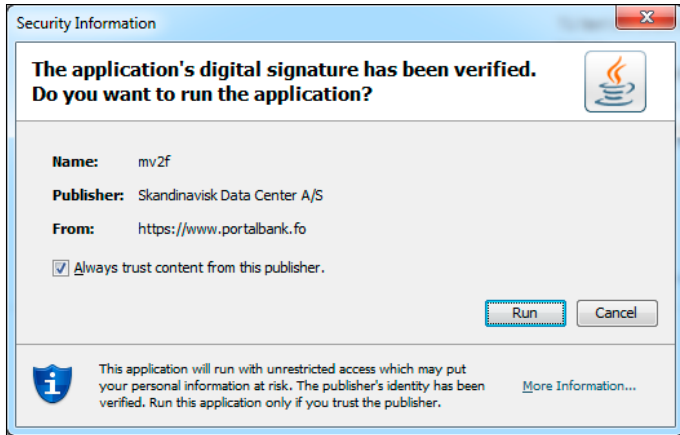 Security Information
The application's digital signature has been verified.
Do you want to run the application?
Name: mv2f
Publisher: Skandinavisk Data Center A/S
From: https://www.portalbank.fo
Always trust content from this publisher.
Run Cancel
This application will run with unrestricted access which may put
your personal information at risk. The publisher's identity has been
verified. Run this application only if you trust the publisher.
More Information...